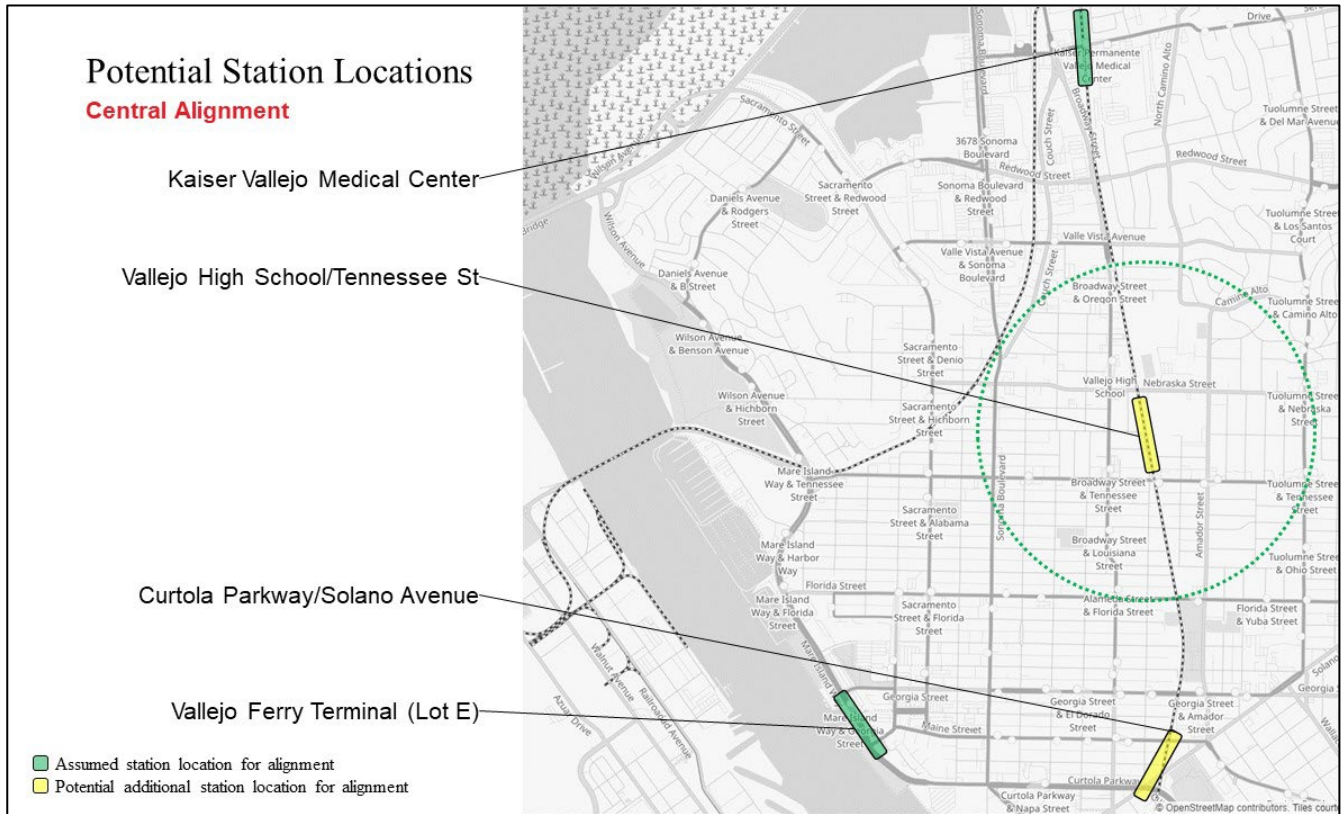 Potential Station Locations
Central Alignment
Kaiser Vallejo Medical Center
Vallejo High School/Tennessee St
Curtola Parkway/Solano Avenue
Vallejo Ferry Terminal (Lot E)
Assumed station location for alignment
Potential additional station location for alignment
Sonoma Boulevard
Drive
Kaiser Permanente
Vallejo Medical
Center
North Camino Alto
Tuolumne Street
& Del Mar Avenue
Sacramento Street
Couch Street
Broadway Street
3678 Sonoma
Boulevard
Redwood Street
Redwood Street
Wilson Avenue
Bridge
Wilson Avenue
Daniels Avenue
& Rodgers
Street
Sacramento
Street & Redwood
Street
Sonoma Boulevard
& Redwood
Street
Tuolumne Street
& Los Santos
Court
Valle Vista Avenue
Valle Vista Avenue
& Sonoma
Boulevard
Couch Street
Daniels Avenue
& B Street
Broadway Street
& Oregon Street
Camino Alto
Tuolumne Street
& Camino Alto
Wilson Avenue
& Benson Avenue
Sacramento
Street & Denio
Street
Vallejo High
School
Nebraska Street
Tuolumne Street
& Nebraska
Street
Wilson Avenue
& Hichborn
Street
Sacramento
Street & Hichborn
Street
Mare Island
Way & Tennessee
Street
Sonoma Boulevard
Broadway Street
& Tennessee
Street
Tuolumne Street
& Tennessee
Street
Sacramento
Street & Alabama
Street
Amador Street
Mare Island
Way & Harbor
Way
Broadway Street
& Louisiana
Street
Tuolumne Street
& Ohio Street
Florida Street
Mare Island
Way & Florida
Street
Sacramento
Street & Florida
Street
Alameda Street
& Florida Street
Florida Street
& Yuba Street
Walnut Avenue
Railroad Avenue
Azuar Drive
Mare Island
Georgia Street
Mare Island
Way & Georgia
Street
Maine Street
Georgia Street
& El Dorado
Street
Georgia Street
& Amador
Street
Solano
Curtola Parkway
Curtola Parkway
& Napa Street
© OpenStreetMap contributors. Tiles